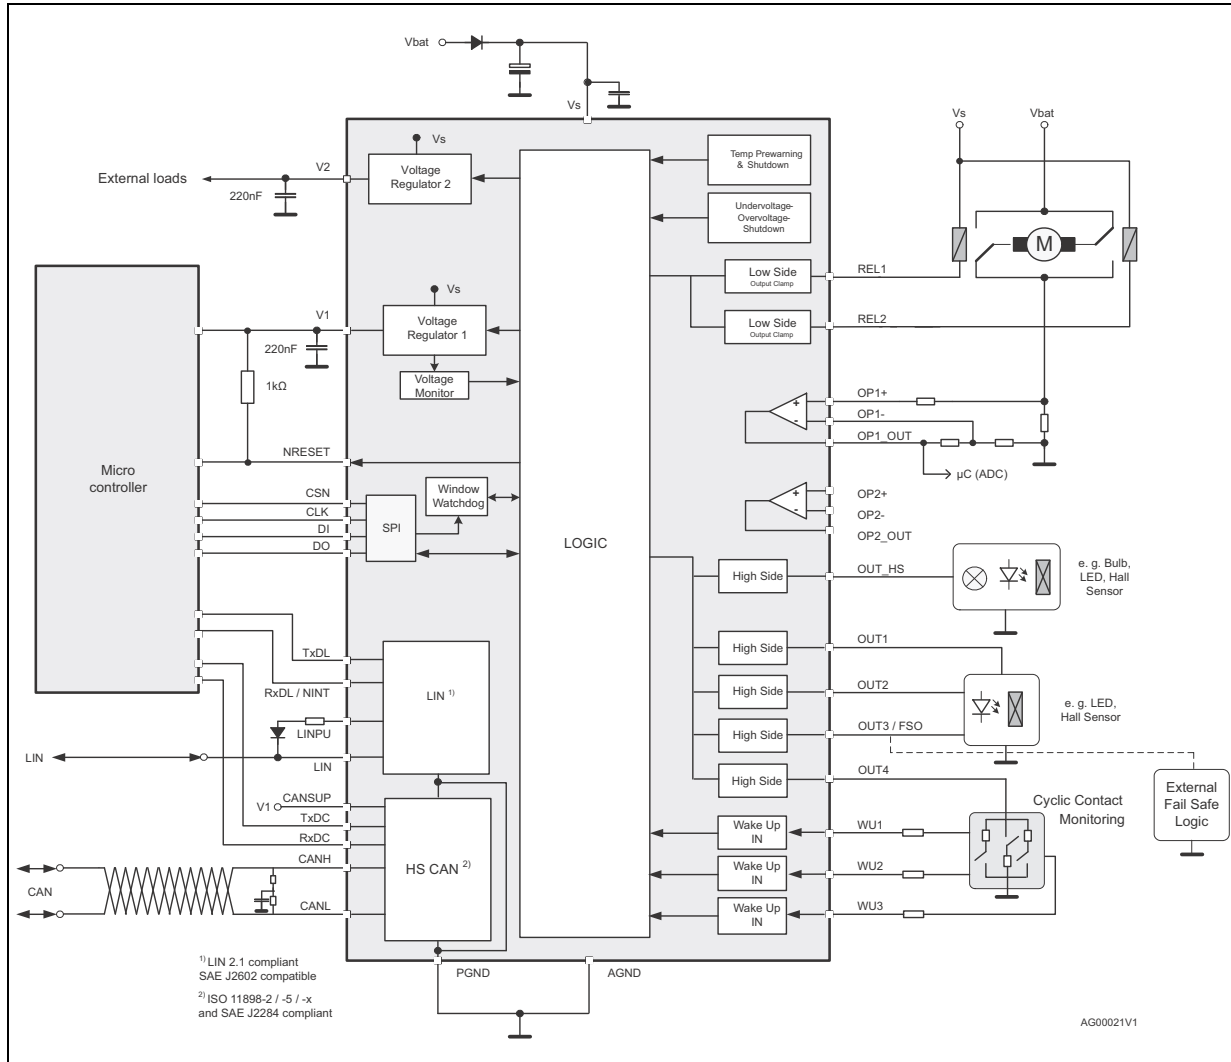 Vbat
Vs
Vs
Vbat
Vs
V2
External loads
220nF
Voltage
Regulator 2
Temp Prewarning
& Shutdown
Undervoltage-
Overvoltage-
Shutdown
M
Low Side
Output Clamp
REL1
Vs
V1
Voltage
Regulator 1
220nF
Low Side
Output Clamp
REL2
1kΩ
Voltage
Monitor
OP1+
OP1-
OP1_OUT
µC (ADC)
NRESET
Micro
controller
CSN
CLK
DI
DO
SPI
Window
Watchdog
LOGIC
OP2+
OP2-
OP2_OUT
High Side
OUT_HS
e. g. Bulb,
LED, Hall
Sensor
TxDL
RxDL / NINT
LIN 1)
LINPU
LIN
LIN
High Side
OUT1
High Side
OUT2
e. g. LED,
Hall Sensor
High Side
OUT3 / FSO
High Side
OUT4
External
Fail Safe
Logic
Cyclic Contact
Monitoring
V1
CANSUP
TxDC
RxDC
CANH
CAN
CANL
HS CAN 2)
Wake Up
IN
WU1
Wake Up
IN
WU2
Wake Up
IN
WU3
PGND
AGND
1) LIN 2.1 compliant
SAE J2602 compatible
2) ISO 11898-2 / -5 / -x
and SAE J2284 compliant
AG00021V1
+
-
+
-